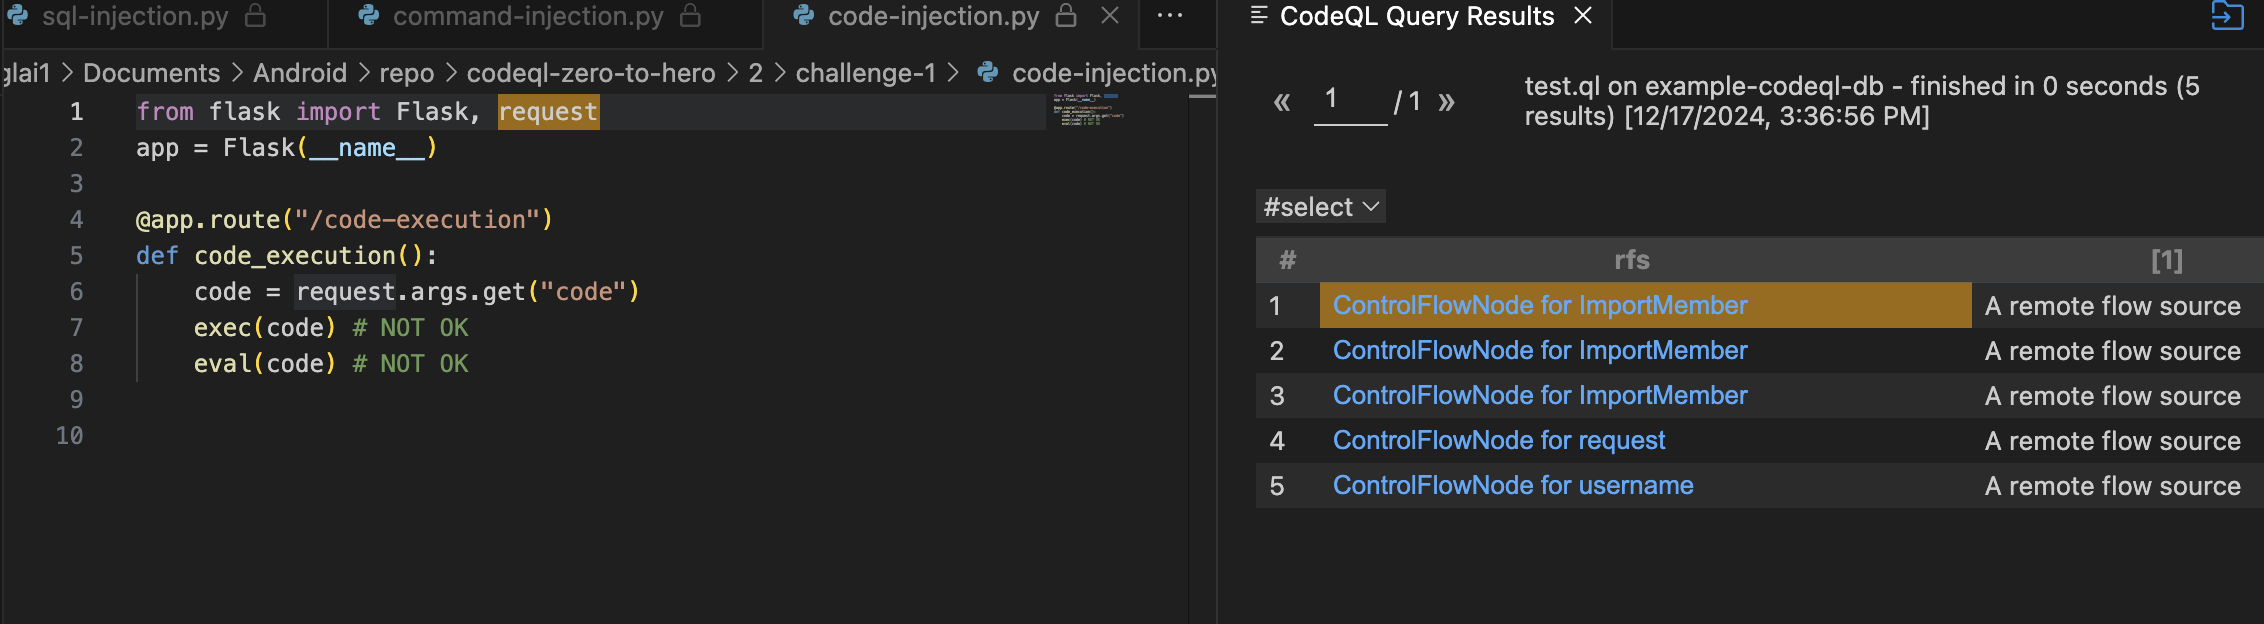 sql-injection.py
command-injection.py
code-injection.py
CodeQL Query Results
glai1 > Documents > Android > repo > codeql-zero-to-hero > 2 > challenge-1 > code-injection.py
1 from flask import Flask, request
2 app = Flask(__name__)
3
4 @app.route("/code-execution")
5 def code_execution():
6 code = request.args.get("code")
7 exec(code) # NOT OK
8 eval(code) # NOT OK
9
10
« 1 / 1 »
test.ql on example-codeql-db - finished in 0 seconds (5
results) [12/17/2024, 3:36:56 PM]
#select
# rfs [1]
1 ControlFlowNode for ImportMember A remote flow source
2 ControlFlowNode for ImportMember A remote flow source
3 ControlFlowNode for ImportMember A remote flow source
4 ControlFlowNode for request A remote flow source
5 ControlFlowNode for username A remote flow source